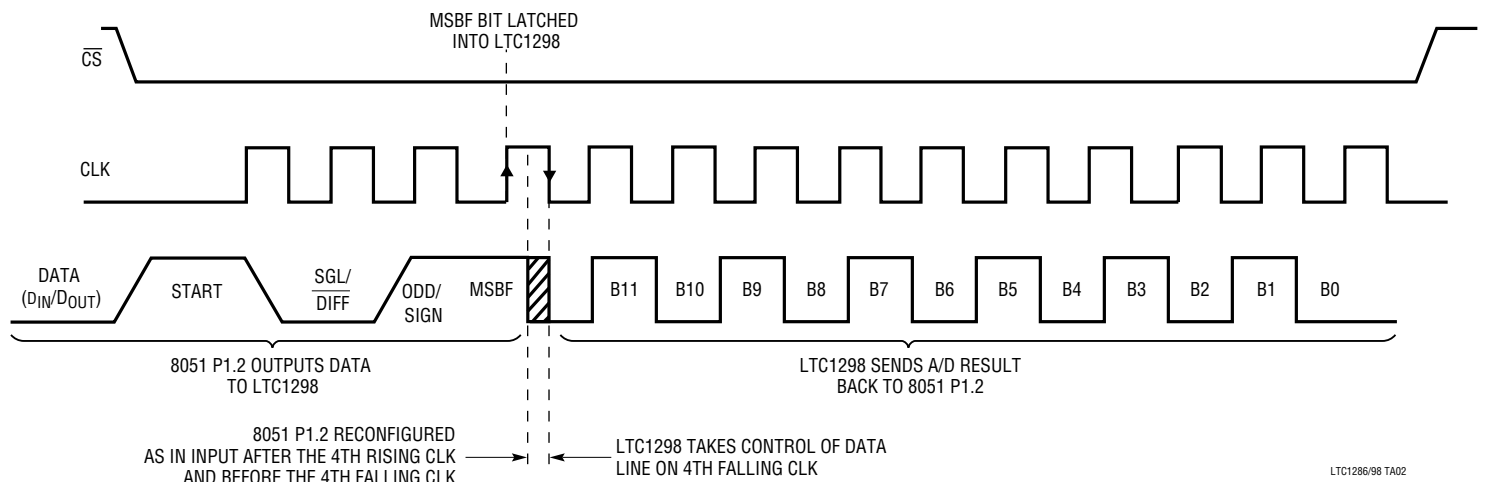 MSBF BIT LATCHED
INTO LTC1298
CS
CLK
DATA
(DIN/DOUT)
START
SGL/
DIFF
ODD/
SIGN
MSBF
B11 B10 B9 B8 B7 B6 B5 B4 B3 B2 B1 B0
8051 P1.2 OUTPUTS DATA
TO LTC1298
LTC1298 SENDS A/D RESULT
BACK TO 8051 P1.2
8051 P1.2 RECONFIGURED
AS IN INPUT AFTER THE 4TH RISING CLK
AND BEFORE THE 4TH FALLING CLK
LTC1298 TAKES CONTROL OF DATA
LINE ON 4TH FALLING CLK
LTC1286/98 TA02